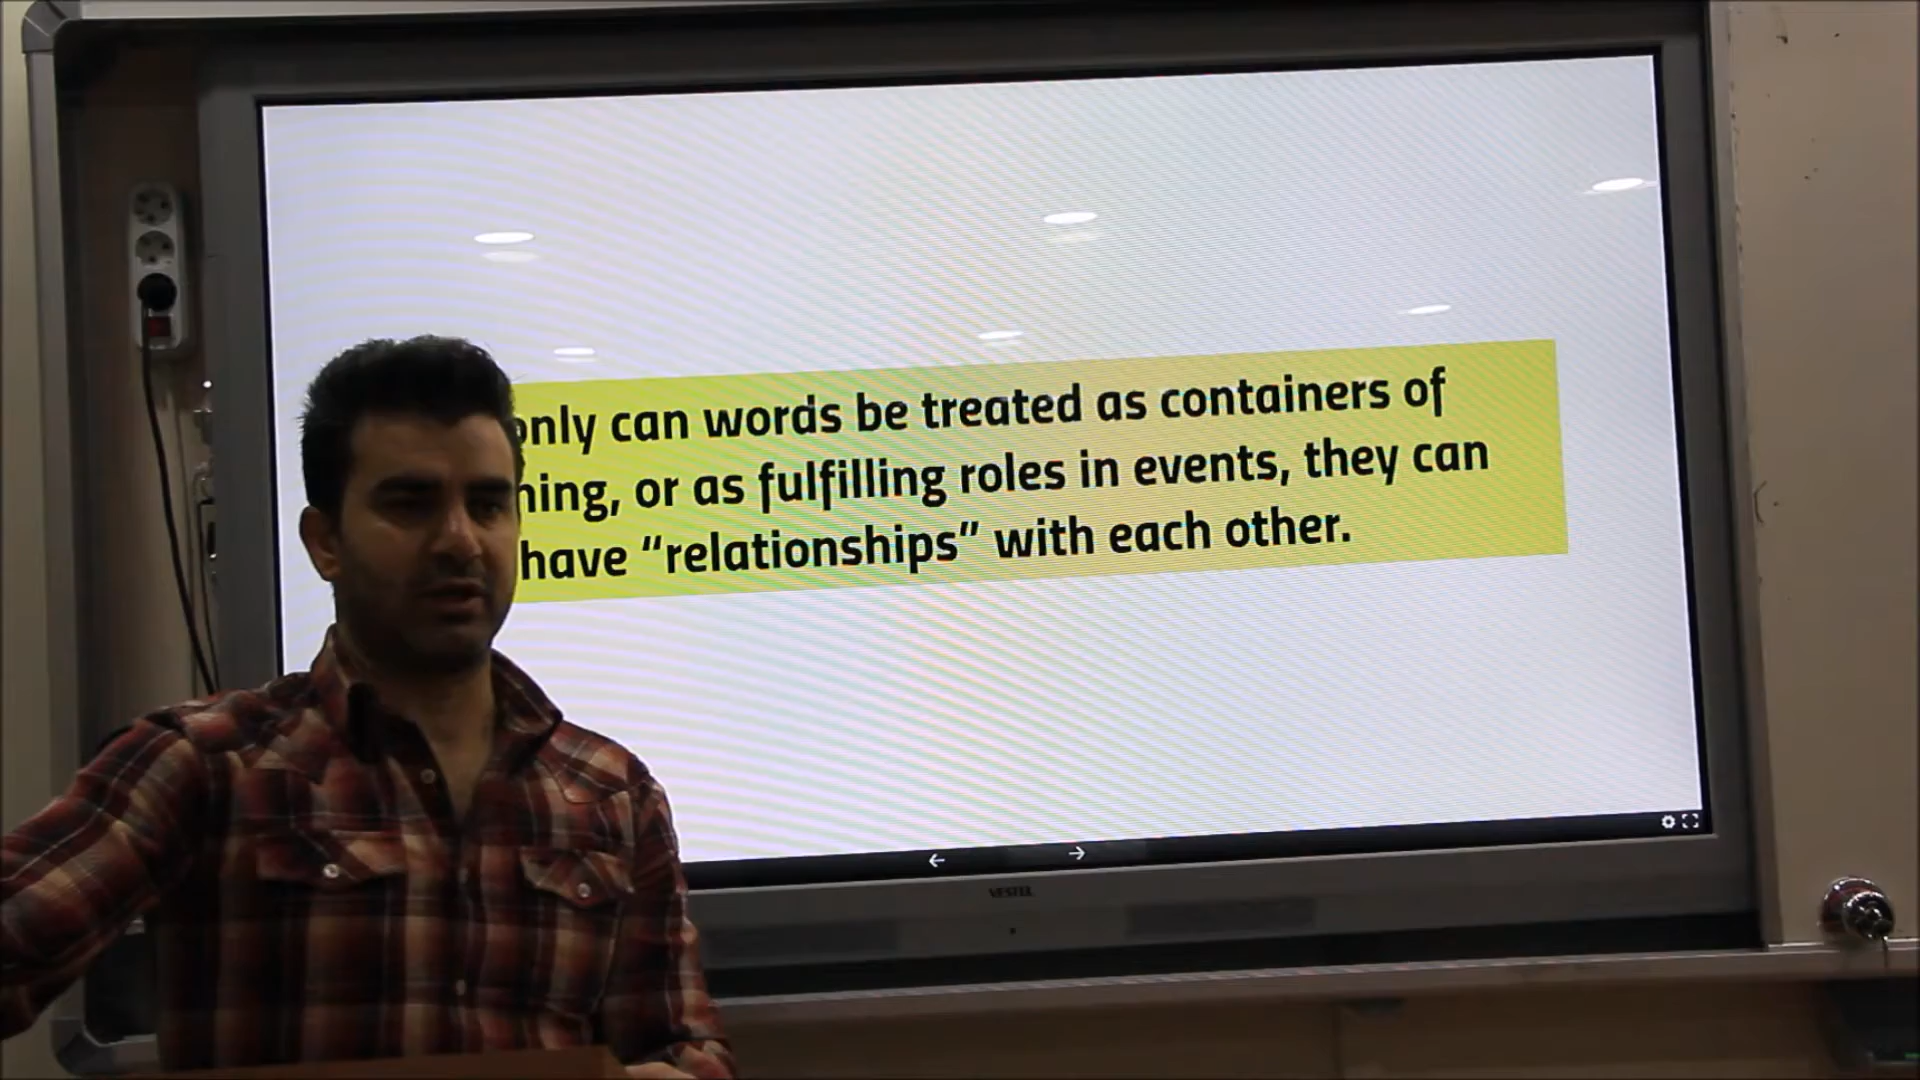 only can words be treated as containers of
or as fulfilling roles in events, they can
have “relationships” with each other.
VESTEL